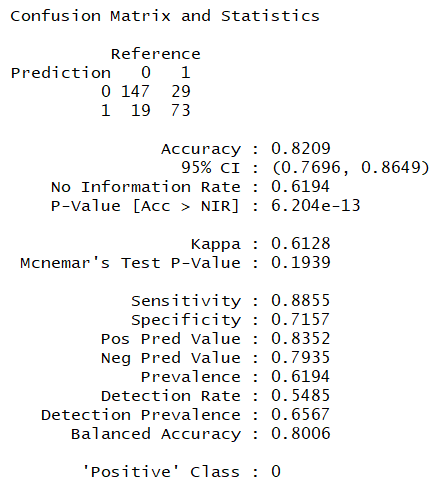 Confusion Matrix and Statistics
Reference
Prediction 0 1
0 147 29
1 19 73
Accuracy : 0.8209
95% CI : (0.7696, 0.8649)
No Information Rate : 0.6194
P-Value [Acc > NIR] : 6.204e-13
Kappa : 0.6128
Mcnemar's Test P-Value : 0.1939
Sensitivity : 0.8855
Specificity : 0.7157
Pos Pred Value : 0.8352
Neg Pred Value : 0.7935
Prevalence : 0.6194
Detection Rate : 0.5485
Detection Prevalence : 0.6567
Balanced Accuracy : 0.8006
'Positive' Class : 0